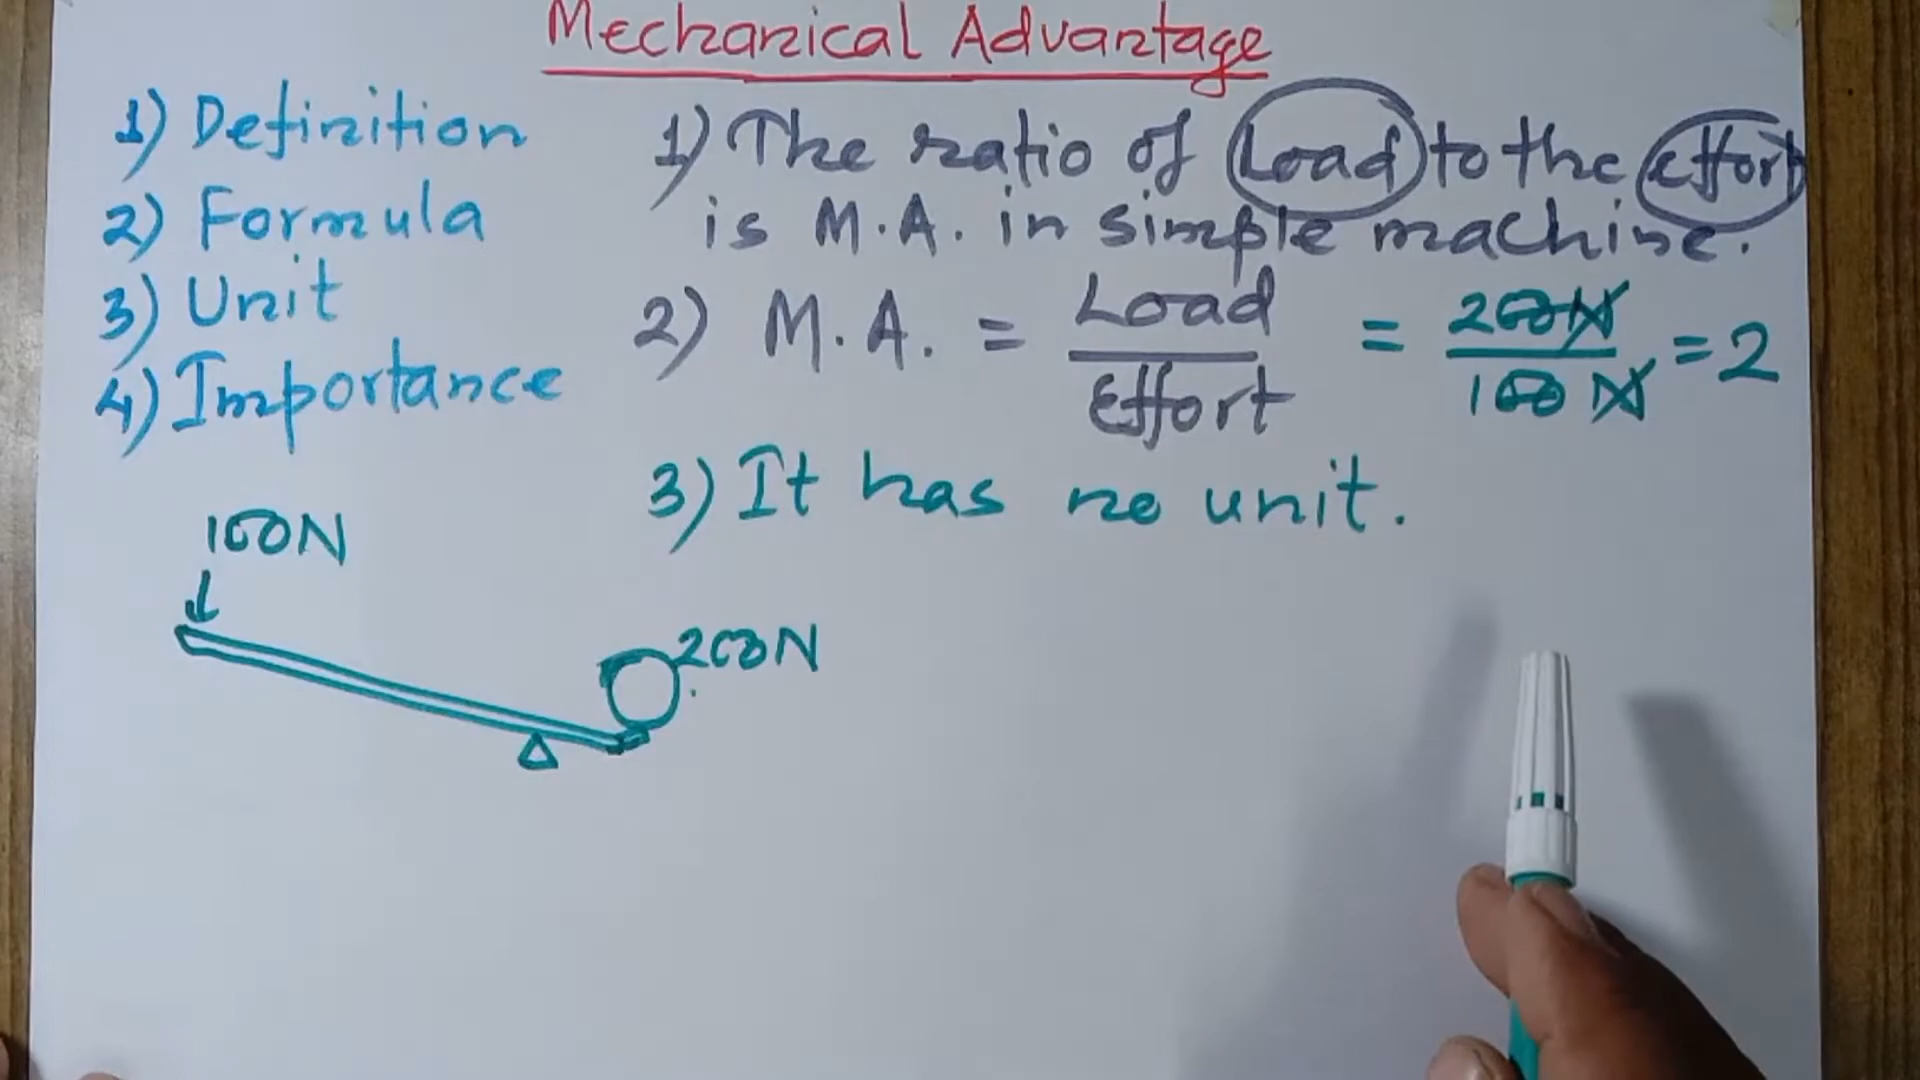 Mechanical Advantage
1) Definition
2) Formula
3) Unit
4) Importance
1) The ratio of Load to the effort
is M.A. in simple machine.
2) M.A. = Load / Effort = 200N / 100N = 2
3) It has no unit.
100N
200N